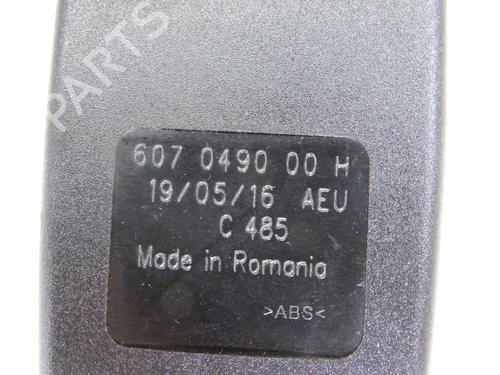 PARTS
607 0490 00 H
19/05/16 AEU
C 485
Made in Romania
>ABS<